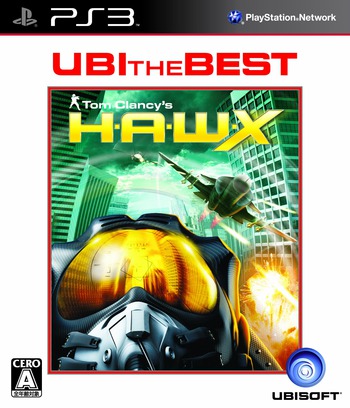 PS3
PlayStation®Network
UBI THE BEST
Tom Clancy's
H·A·W·X
CERO
A
全年齢対象
UBISOFT